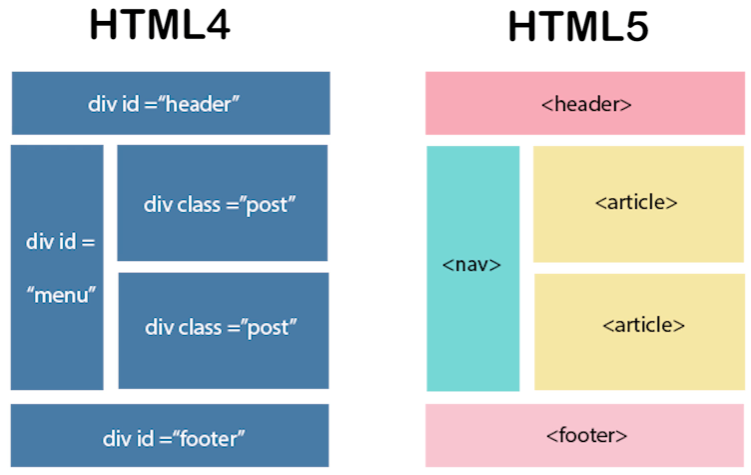 HTML4
div id =“header”
div id =
“menu”
div class =”post”
div class =”post”
div id =“footer”
HTML5
<header>
<nav>
<article>
<article>
<footer>